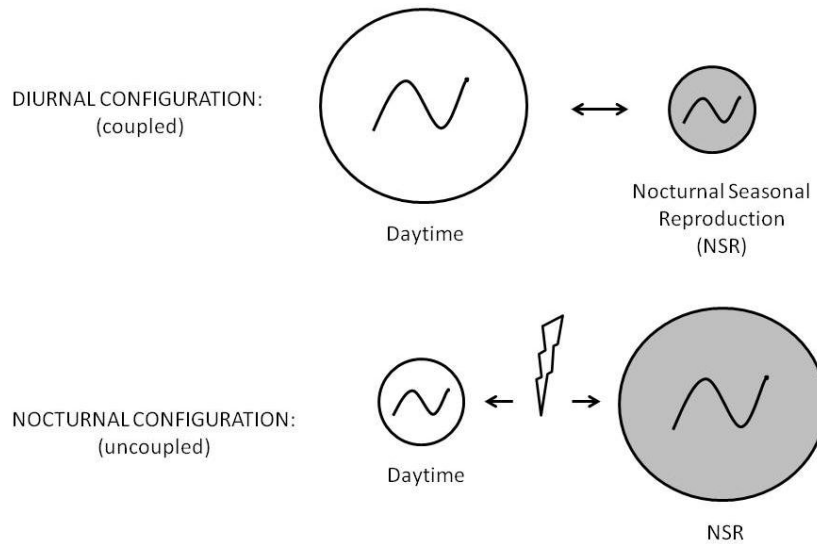 DIURNAL CONFIGURATION:
(coupled)
Daytime
Nocturnal Seasonal
Reproduction
(NSR)
NOCTURNAL CONFIGURATION:
(uncoupled)
Daytime
NSR